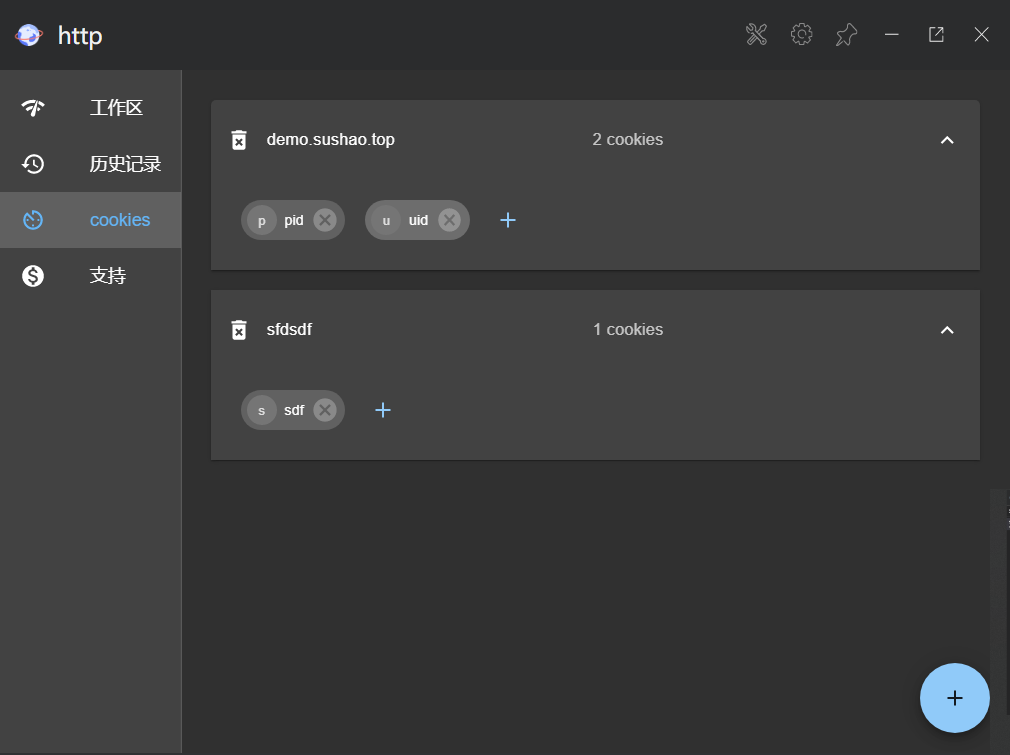 http
工作区
历史记录
cookies
支持
demo.sushao.top 2 cookies
p pid u uid
sfdsdf 1 cookies
s sdf